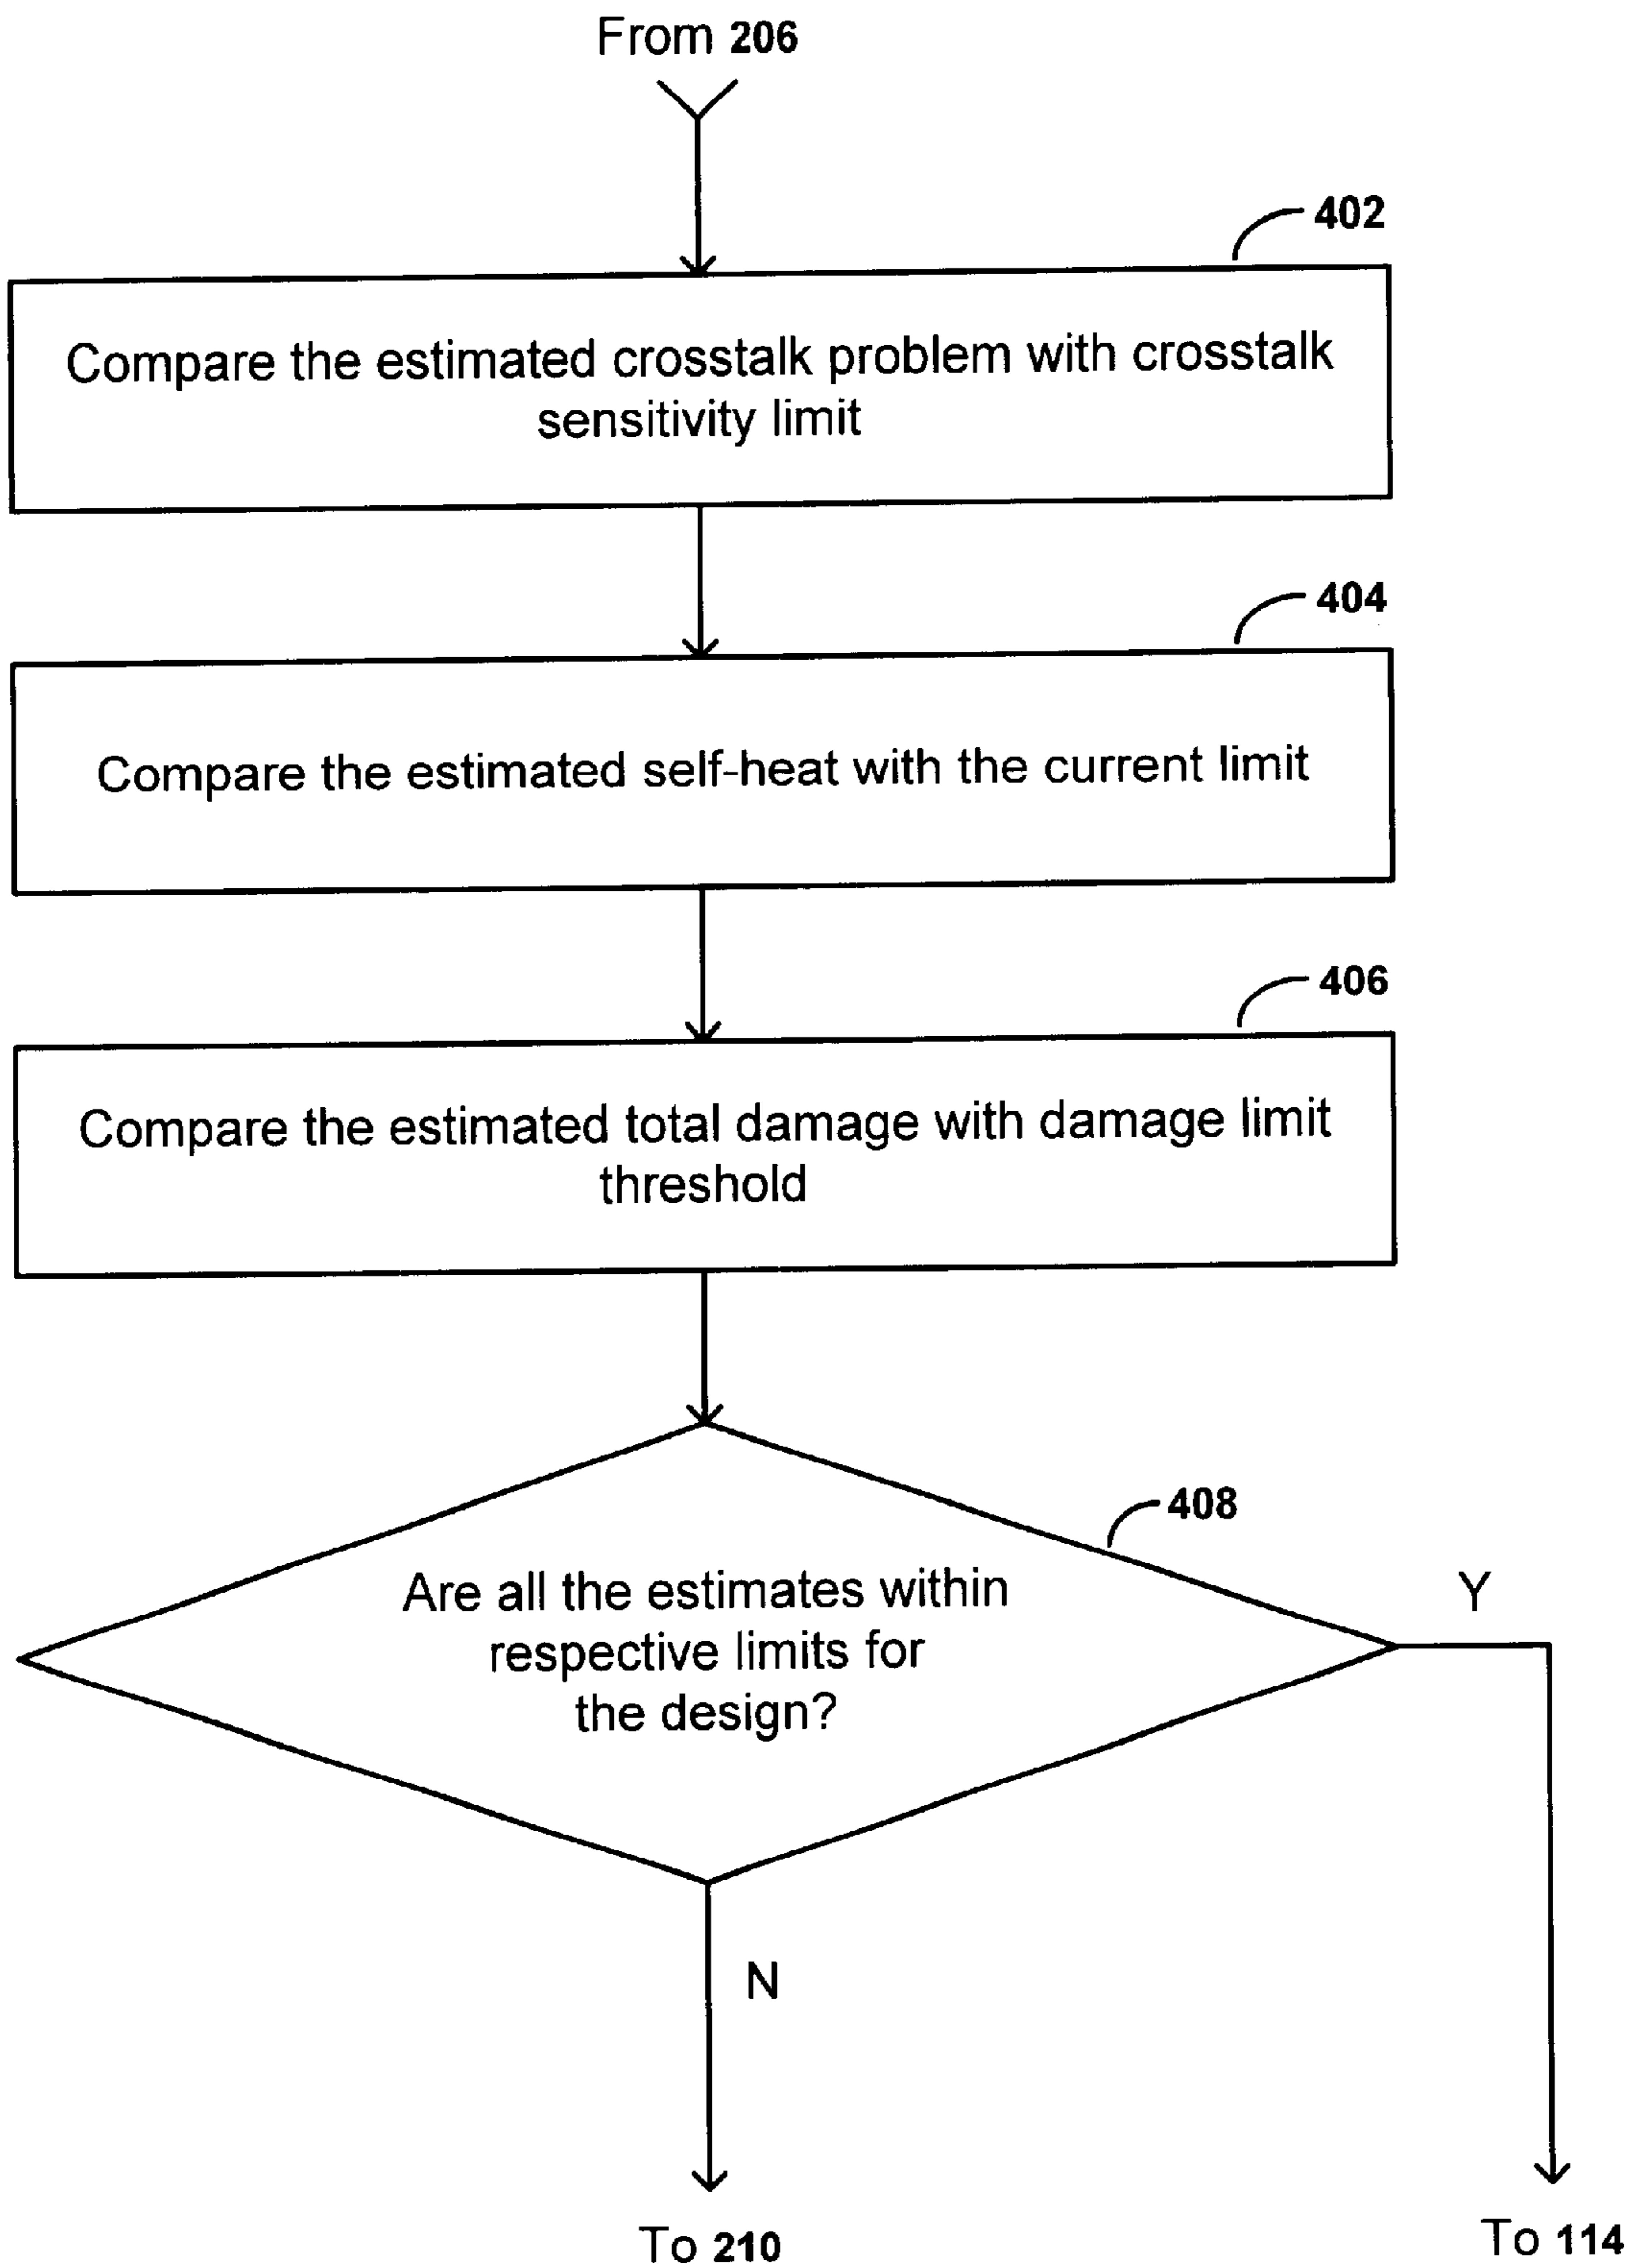 From 206
402
Compare the estimated crosstalk problem with crosstalk
sensitivity limit
404
Compare the estimated self-heat with the current limit
406
Compare the estimated total damage with damage limit
threshold
408
Are all the estimates within
respective limits for
the design?
Y
N
To 210
To 114